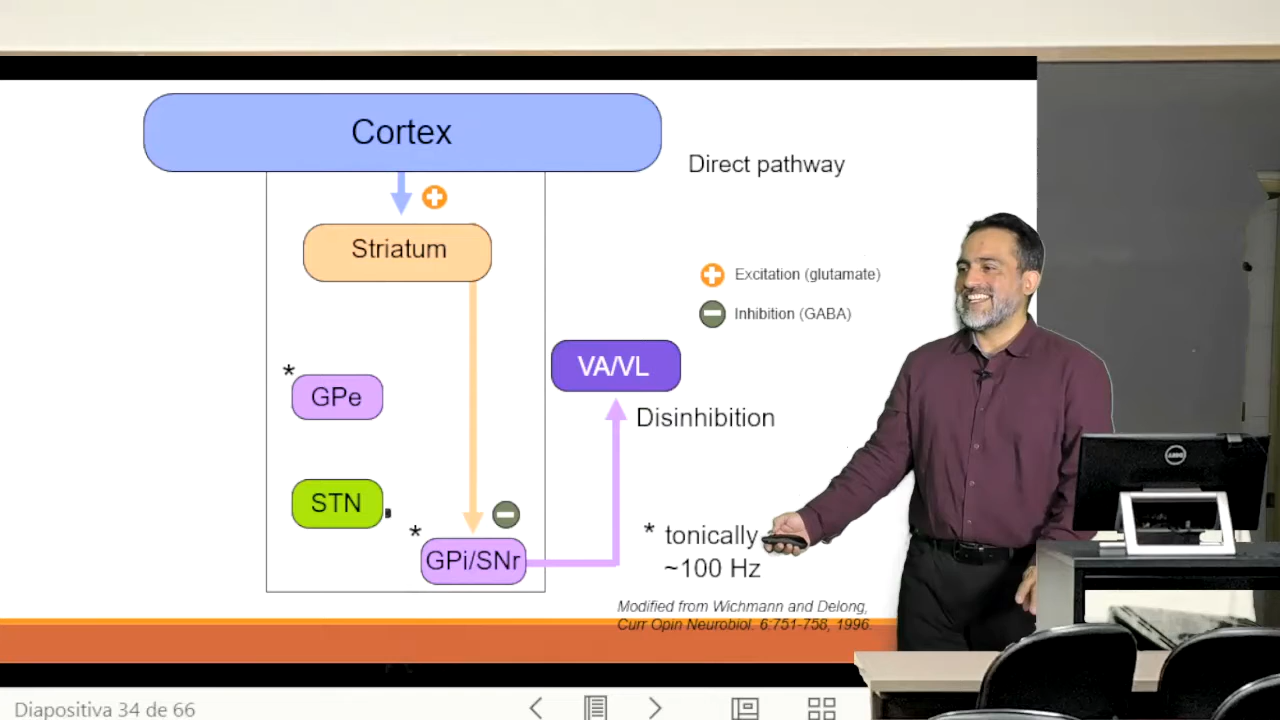 Cortex
Direct pathway
Striatum
Excitation (glutamate)
Inhibition (GABA)
VA/VL
* GPe
Disinhibition
STN
* GPi/SNr
* tonically
~100 Hz
Modified from Wichmann and Delong,
Curr Opin Neurobiol. 6:751-758, 1996.
Diapositiva 34 de 66
DELL